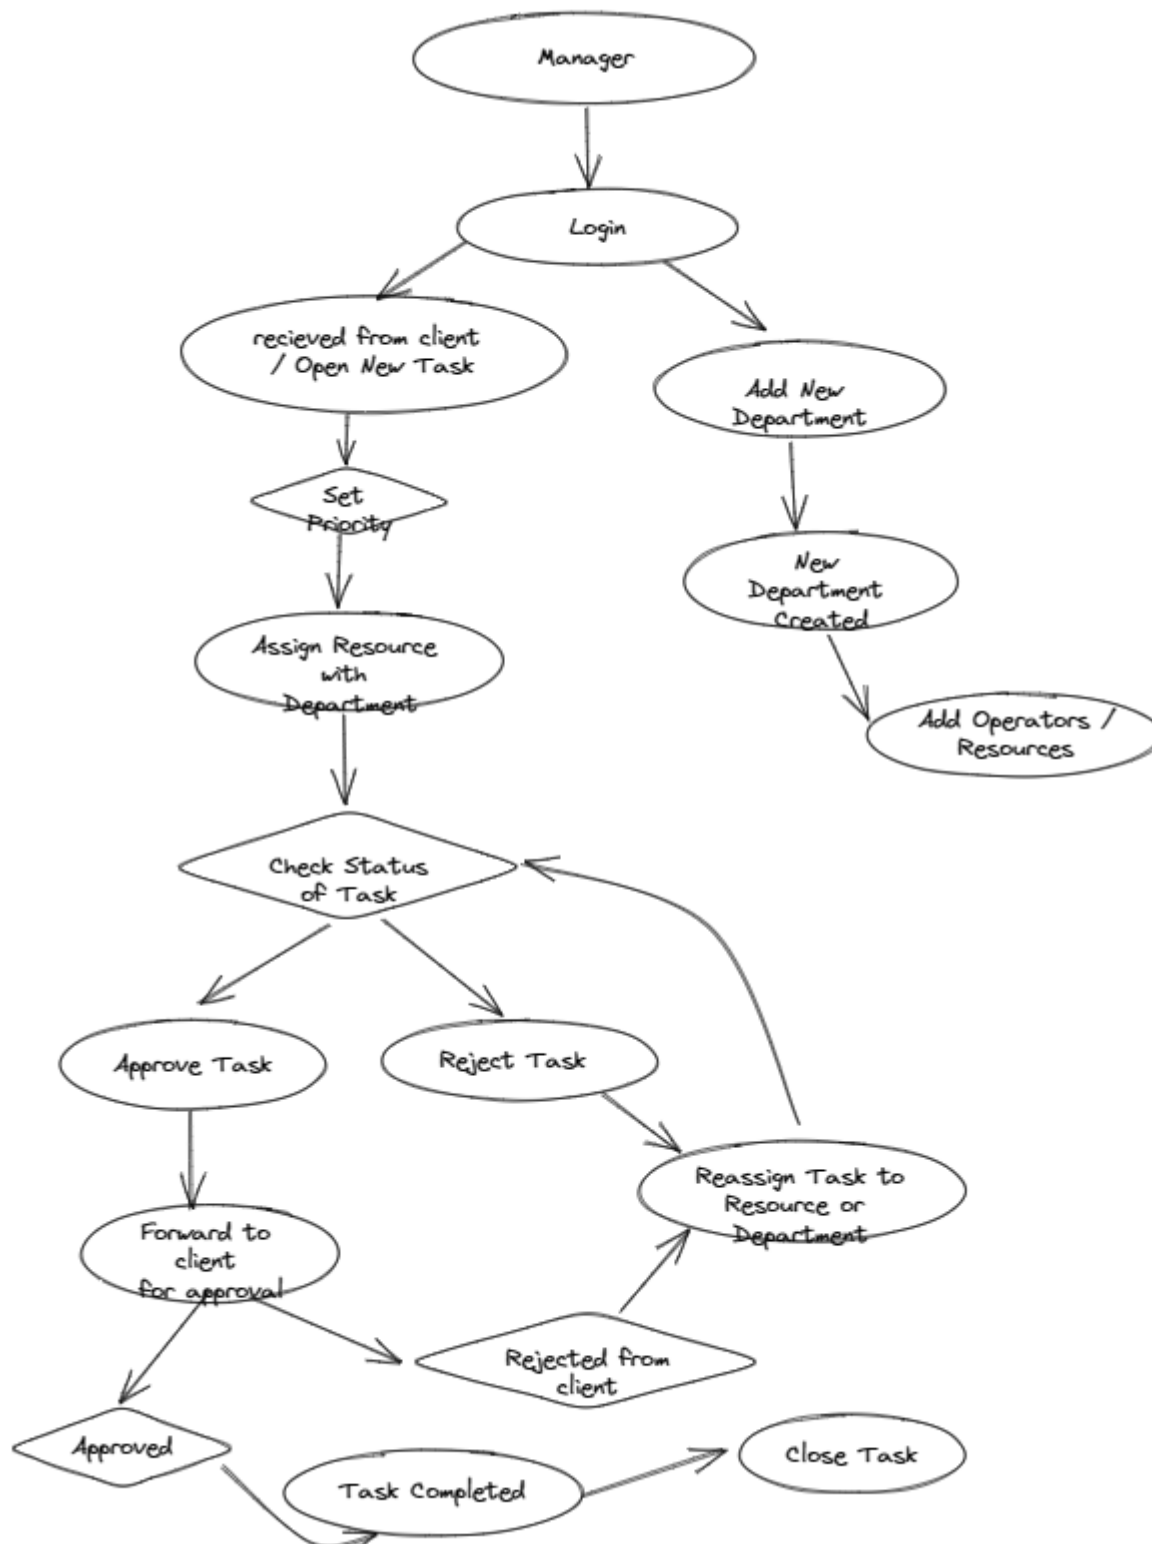 Manager
Login
recieved from client
/ Open New Task
Add New
Department
Set
Priority
New
Department
Created
Assign Resource
with
Department
Add Operators /
Resources
Check Status
of Task
Approve Task
Reject Task
Reassign Task to
Resource or
Department
Forward to
client
for approval
Rejected from
client
Approved
Task Completed
Close Task